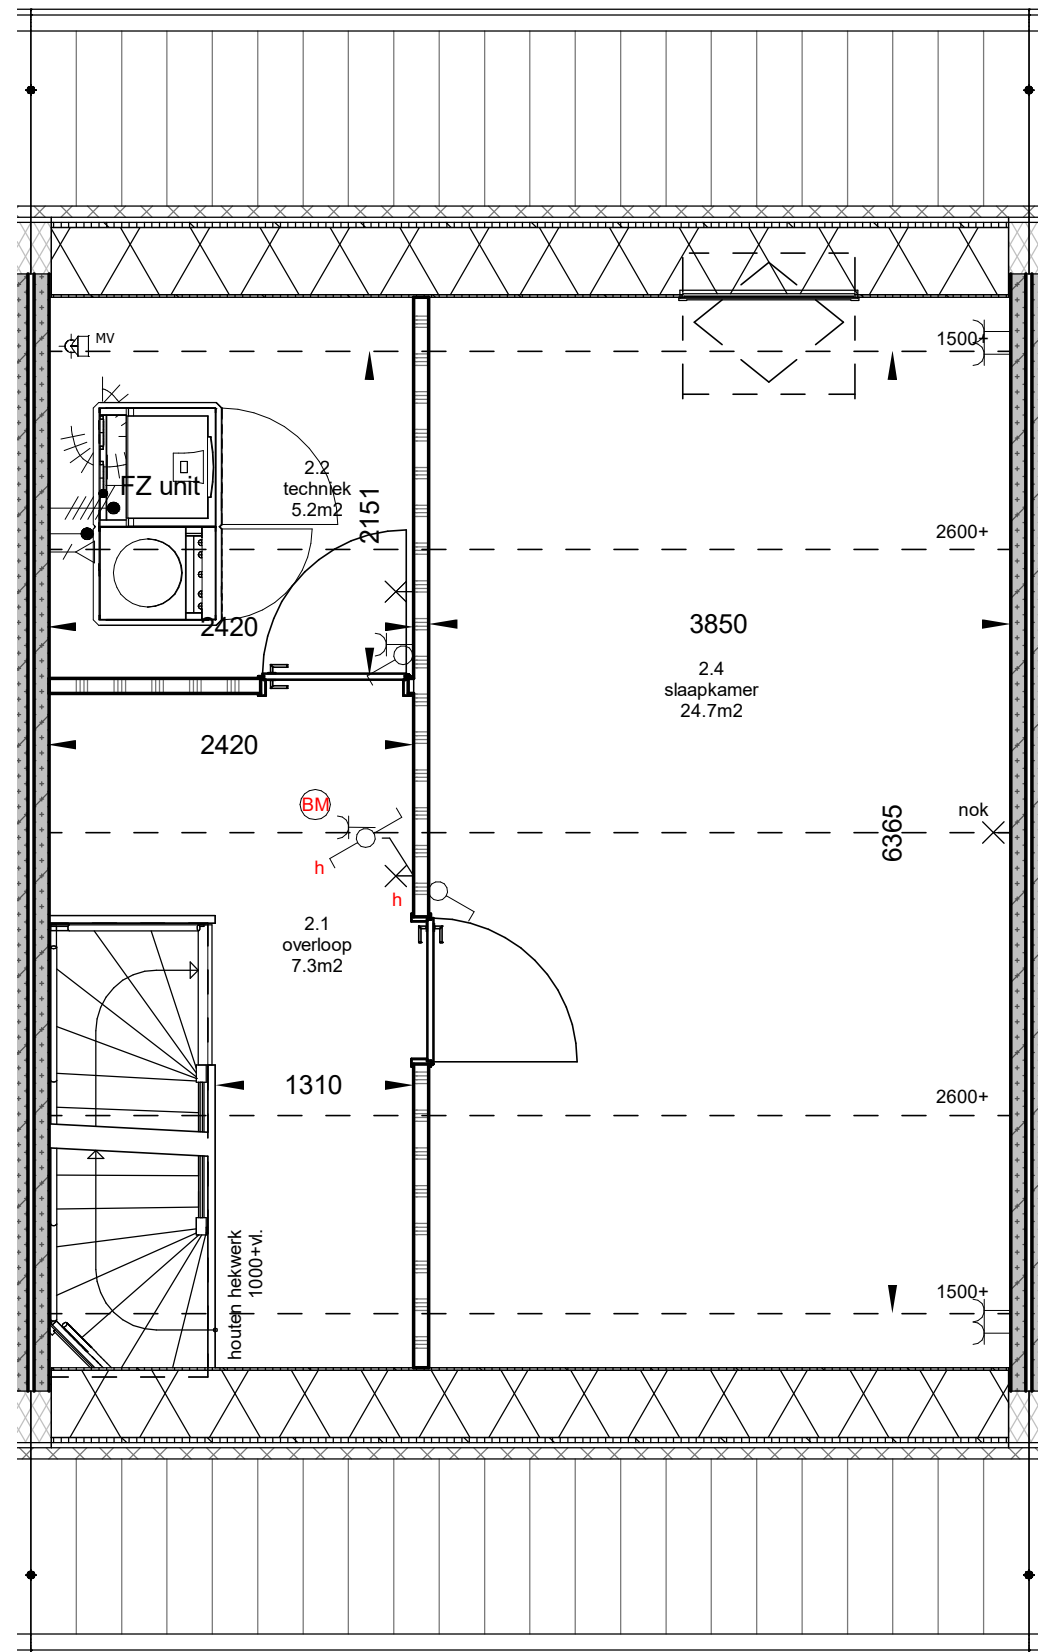 MV
1500+
FZ unit
2.2
techniek
5.2m2
2151
2600+
2420
3850
2.4
slaapkamer
24.7m2
2420
BM
h
h
nok
6365
2.1
overloop
7.3m2
1310
2600+
houten hekwerk
1000+vl.
1500+